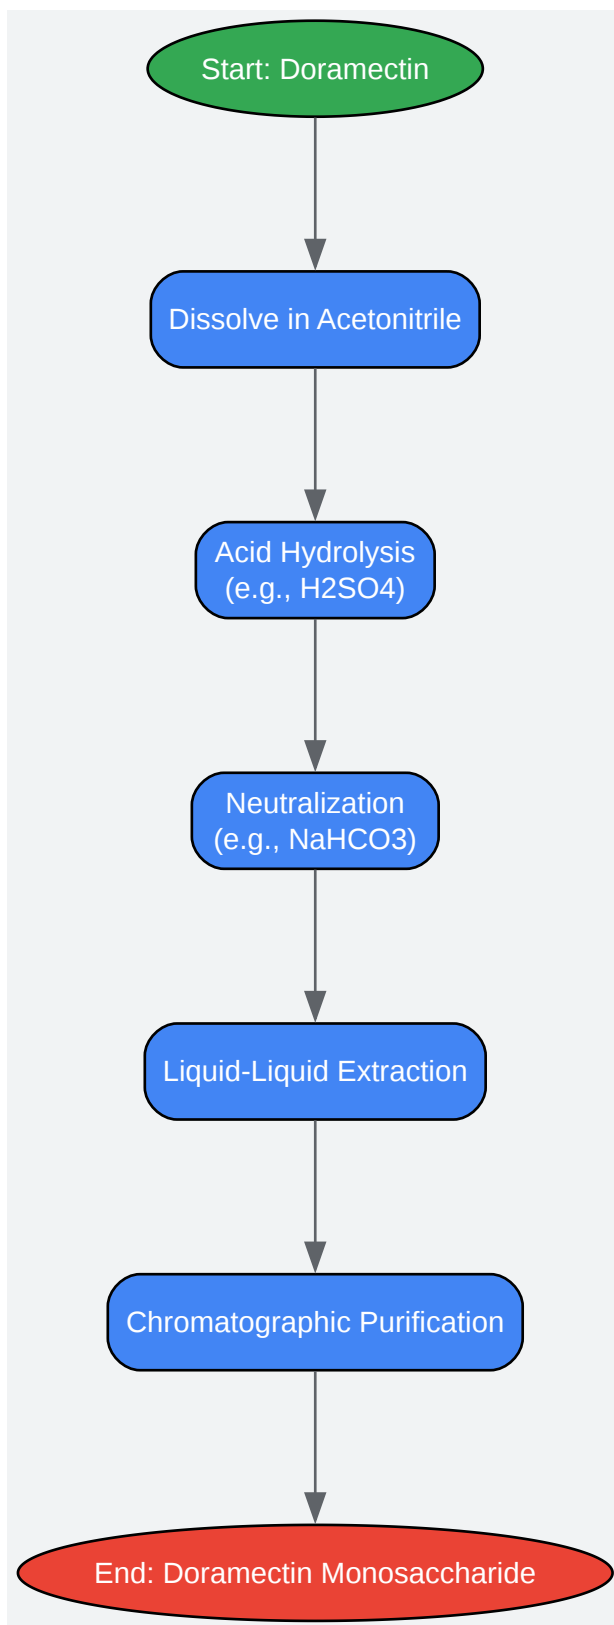 Start: Doramectin
Dissolve in Acetonitrile
Acid Hydrolysis
(e.g., H2SO4)
Neutralization
(e.g., NaHCO3)
Liquid-Liquid Extraction
Chromatographic Purification
End: Doramectin Monosaccharide